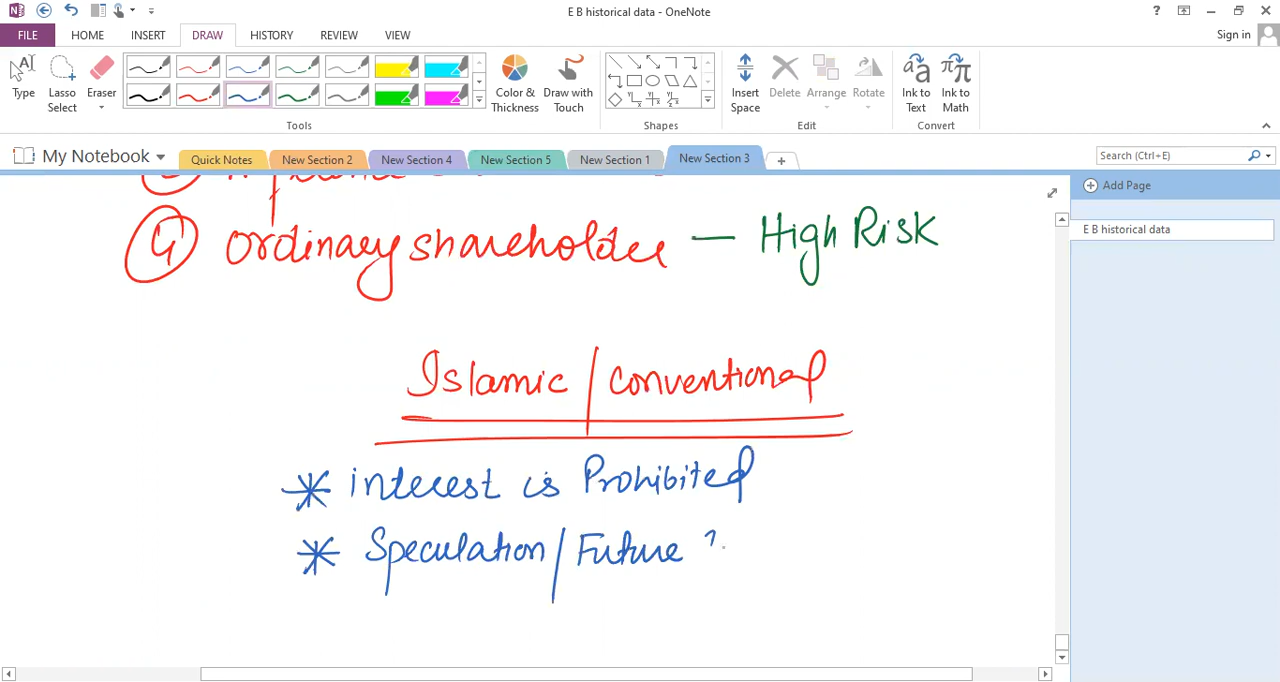 E B historical data - OneNote
? 
Sign in
FILE HOME INSERT DRAW HISTORY REVIEW VIEW
Type Lasso Select Eraser Color & Thickness Draw with Touch Insert Space Delete Arrange Rotate Ink to Text Ink to Math
Tools Shapes Edit Convert
My Notebook Quick Notes New Section 2 New Section 4 New Section 5 New Section 1 New Section 3 Search (Ctrl+E)
Add Page
E B historical data
4 ordinary shareholder — High Risk
Islamic / conventional
* interest is Prohibited
* Speculation / Future